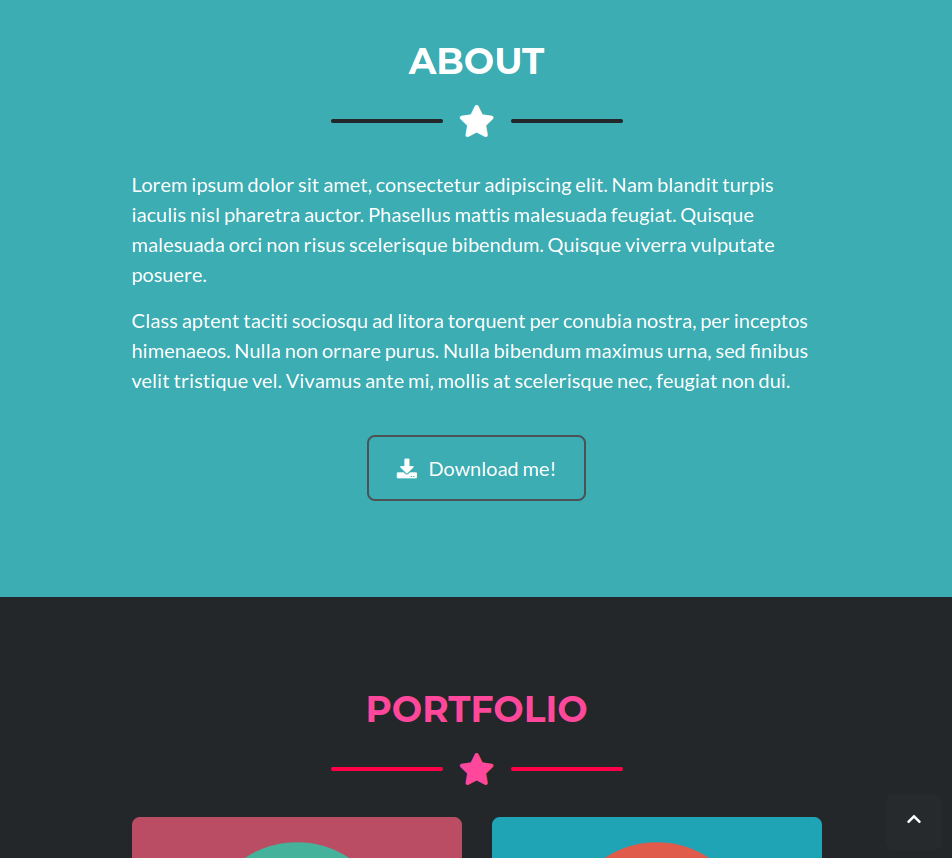 ABOUT
Lorem ipsum dolor sit amet, consectetur adipiscing elit. Nam blandit turpis
iaculis nisl pharetra auctor. Phasellus mattis malesuada feugiat. Quisque
malesuada orci non risus scelerisque bibendum. Quisque viverra vulputate
posuere.
Class aptent taciti sociosqu ad litora torquent per conubia nostra, per inceptos
himenaeos. Nulla non ornare purus. Nulla bibendum maximus urna, sed finibus
velit tristique vel. Vivamus ante mi, mollis at scelerisque nec, feugiat non dui.
Download me!
PORTFOLIO